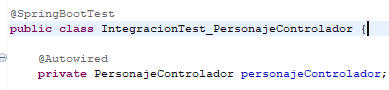 @SpringBootTest
public class IntegracionTest_PersonajeControlador {
@Autowired
private PersonajeControlador personajeControlador;